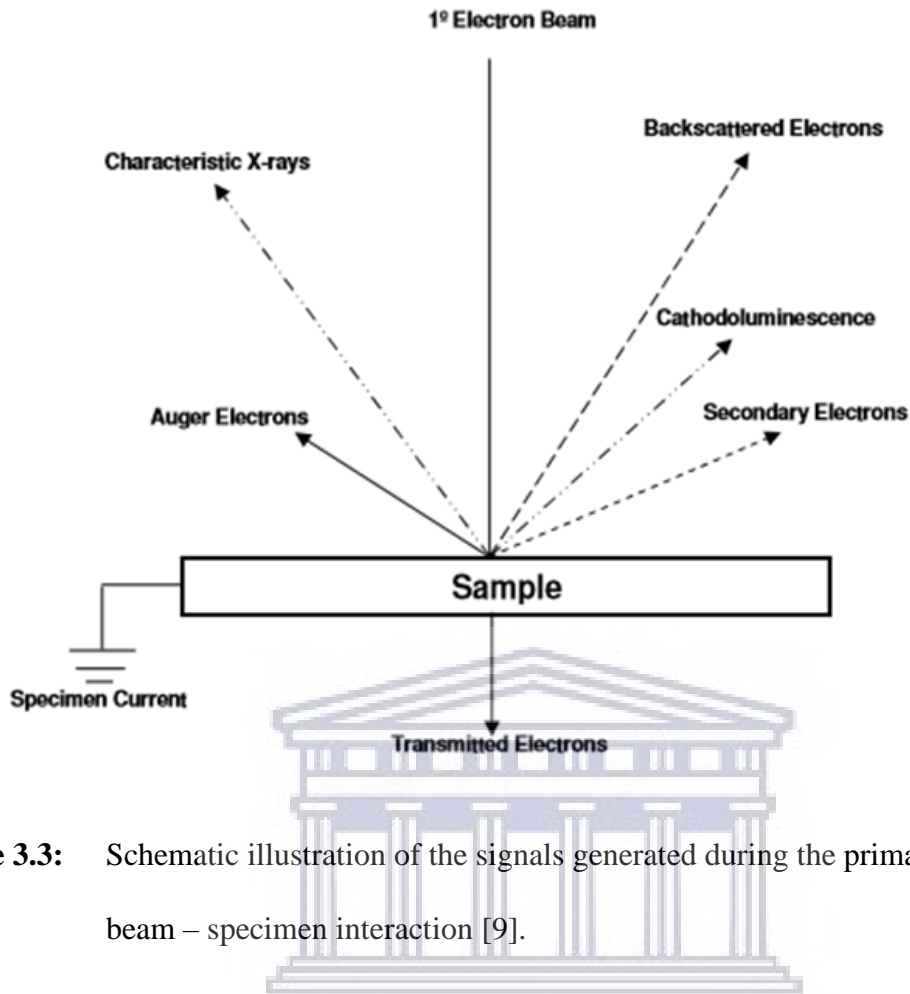 1º Electron Beam
Backscattered Electrons
Characteristic X-rays
Cathodoluminescence
Auger Electrons
Secondary Electrons
Sample
Specimen Current
Transmitted Electrons
3.3: Schematic illustration of the signals generated during the
beam – specimen interaction [9].